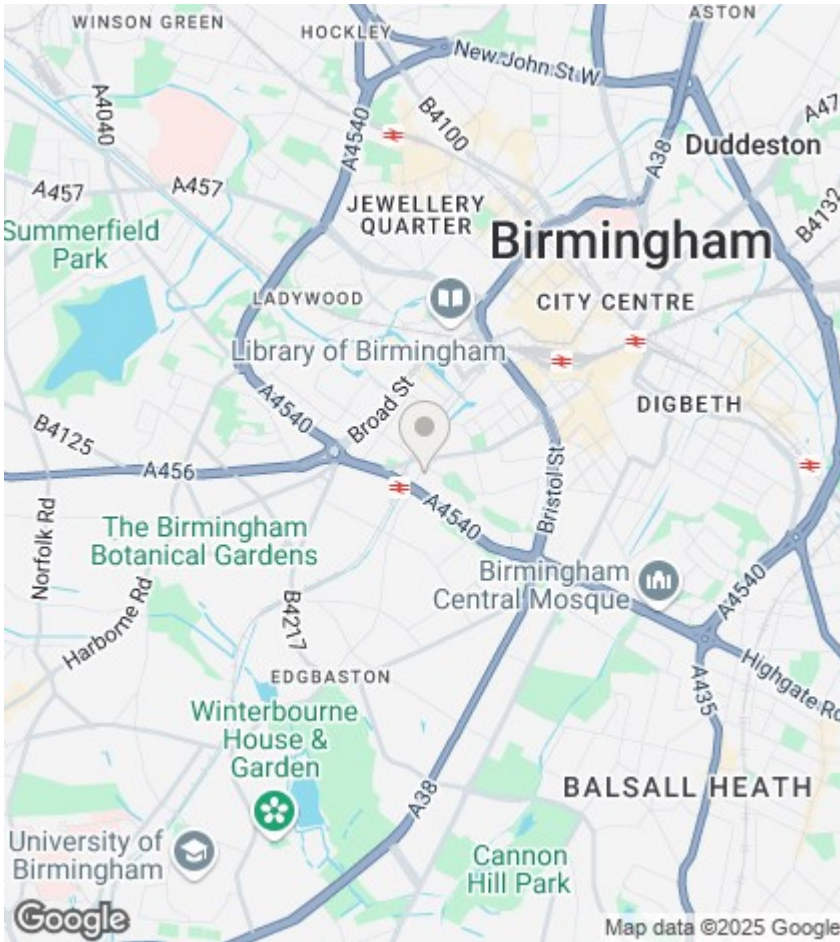 ASTON
WINSON GREEN
HOCKLEY
New John St W
A4040
A4540
B4100
A47
A38
Duddeston
A457
A457
JEWELLERY
QUARTER
B4132
Summerfield
Park
Birmingham
LADYWOOD
CITY CENTRE
Library of Birmingham
Broad St
DIGBETH
A4540
B4125
A456
Bristol St
Norfolk Rd
The Birmingham
Botanical Gardens
A4540
Birmingham
Central Mosque
A4540
Harborne Rd
B4217
EDGBASTON
A435
Highgate Rd
Winterbourne
House &
Garden
A38
BALSALL HEATH
University of
Birmingham
Cannon
Hill Park
Google
Map data ©2025 Google